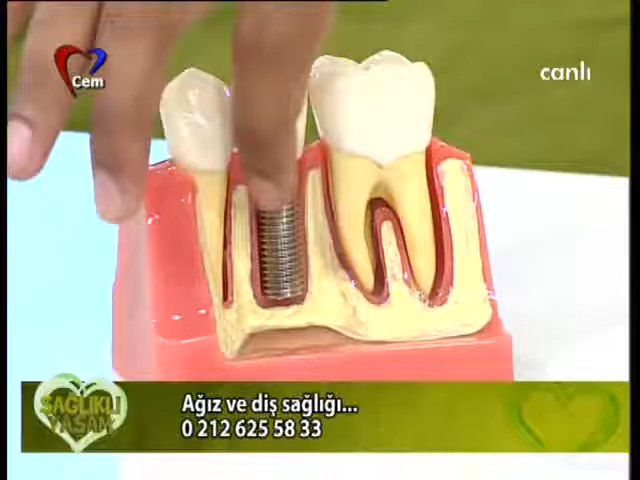 Cem
canlı
SAĞLIKLI
YAŞAM
Ağız ve diş sağlığı...
0 212 625 58 33